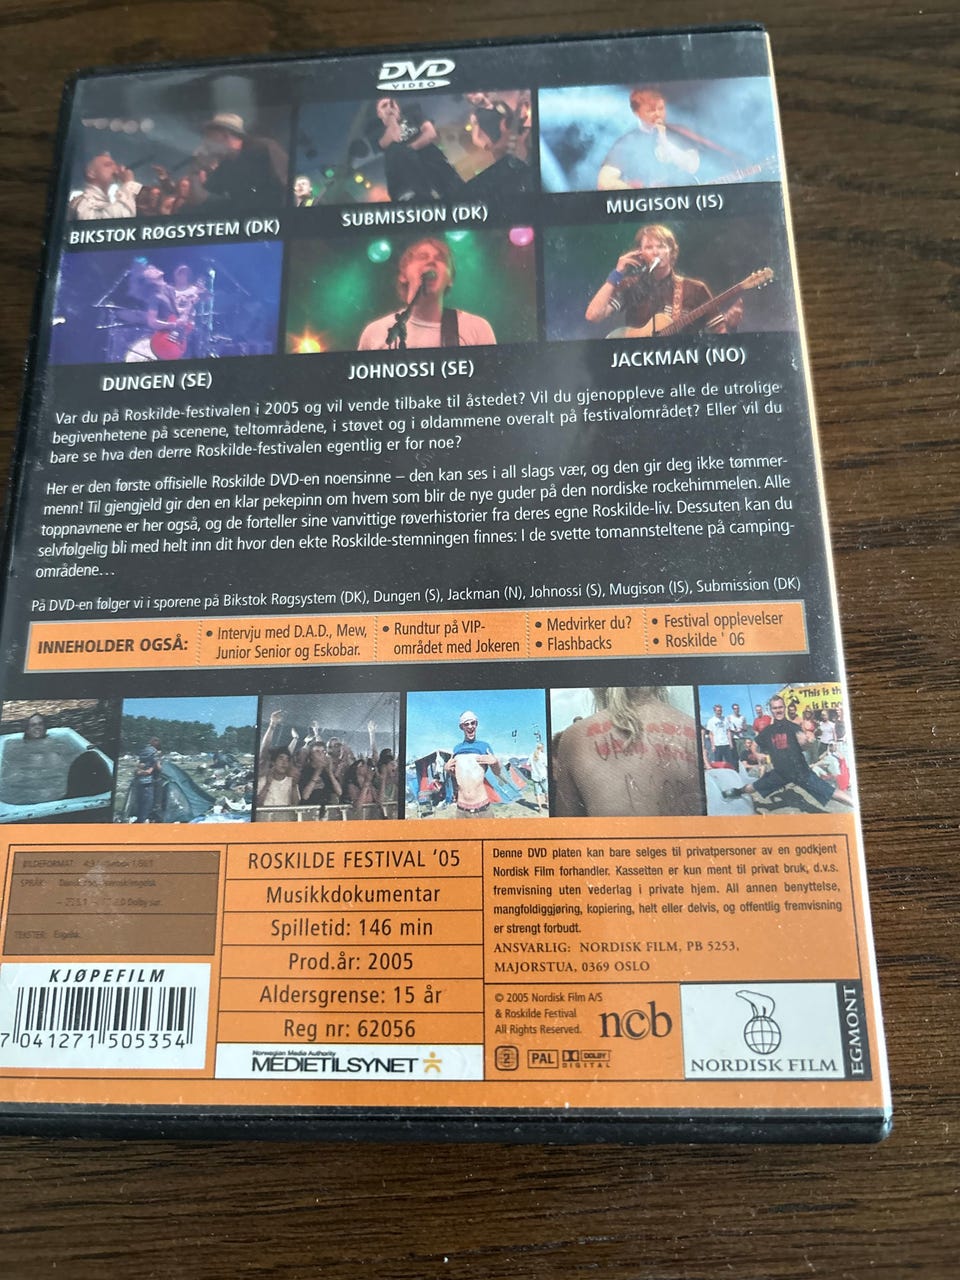 DVD
VIDEO
BIKSTOK RØGSYSTEM (DK)
SUBMISSION (DK)
MUGISON (IS)
DUNGEN (SE)
JOHNOSSI (SE)
JACKMAN (NO)
Var du på Roskilde-festivalen i 2005 og vil vende tilbake til åstedet? Vil du gjenoppleve alle de utrolige
begivenhetene på scenene, teltområdene, i støvet og i øldammene overalt på festivalområdet? Eller vil du
bare se hva den derre Roskilde-festivalen egentlig er for noe?
Her er den første offisielle Roskilde DVD-en noensinne – den kan ses i all slags vær, og den gir deg ikke tømmer-
menn! Til gjengjeld gir den en klar pekepinn om hvem som blir de nye guder på den nordiske rockehimmelen. Alle
toppnavnene er her også, og de forteller sine vanvittige røverhistorier fra deres egne Roskilde-liv. Dessuten kan du
selvfølgelig bli med helt inn dit hvor den ekte Roskilde-stemningen finnes: I de svette tomannsteltene på camping-
områdene...
På DVD-en følger vi i sporene på Bikstok Røgsystem (DK), Dungen (S), Jackman (N), Johnossi (S), Mugison (IS), Submission (DK)
INNEHOLDER OGSÅ:
• Intervju med D.A.D., Mew,
Junior Senior og Eskobar.
• Rundtur på VIP-
området med Jokeren
• Medvirker du?
• Flashbacks
• Festival opplevelser
• Roskilde ' 06
"This is th
is it no
BILDEFORMAT
SPRÅK:
TEKSTER: Engelsk
KJØPEFILM
7 041271 505354
ROSKILDE FESTIVAL '05
Musikkdokumentar
Spilletid: 146 min
Prod.år: 2005
Aldersgrense: 15 år
Reg nr: 62056
Norwegian Media Authority
MEDIETILSYNET
Denne DVD platen kan bare selges til privatpersoner av en godkjent
Nordisk Film forhandler. Kassetten er kun ment til privat bruk, d.v.s.
fremvisning uten vederlag i private hjem. All annen benyttelse,
mangfoldiggjøring, kopiering, helt eller delvis, og offentlig fremvisning
er strengt forbudt.
ANSVARLIG: NORDISK FILM, PB 5253,
MAJORSTUA, 0369 OSLO
© 2005 Nordisk Film A/S
& Roskilde Festival
All Rights Reserved.
ncb
2 PAL DOLBY
DIGITAL
NORDISK FILM
EGMONT